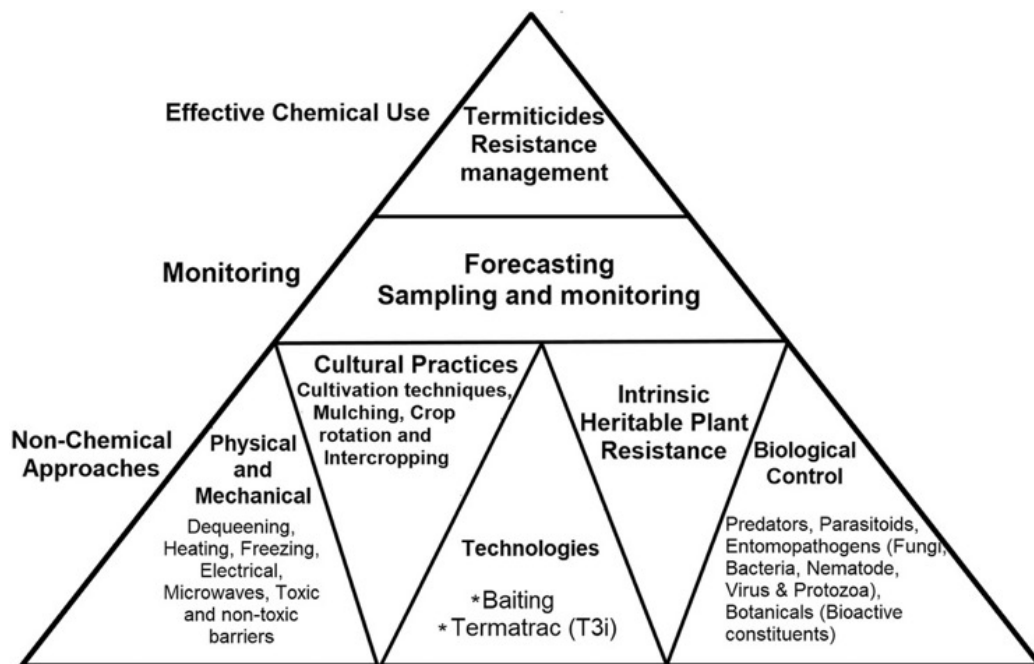 Effective Chemical Use
Termiticides
Resistance
management
Monitoring
Forecasting
Sampling and monitoring
Non-Chemical
Approaches
Physical
and
Mechanical
Dequeening,
Heating, Freezing,
Electrical,
Microwaves, Toxic
and non-toxic
barriers
Cultural Practices
Cultivation techniques,
Mulching, Crop
rotation and
Intercropping
Technologies
*Baiting
*Termatrac (T3i)
Intrinsic
Heritable Plant
Resistance
Biological
Control
Predators, Parasitoids,
Entomopathogens (Fungi,
Bacteria, Nematode,
Virus & Protozoa),
Botanicals (Bioactive
constituents)